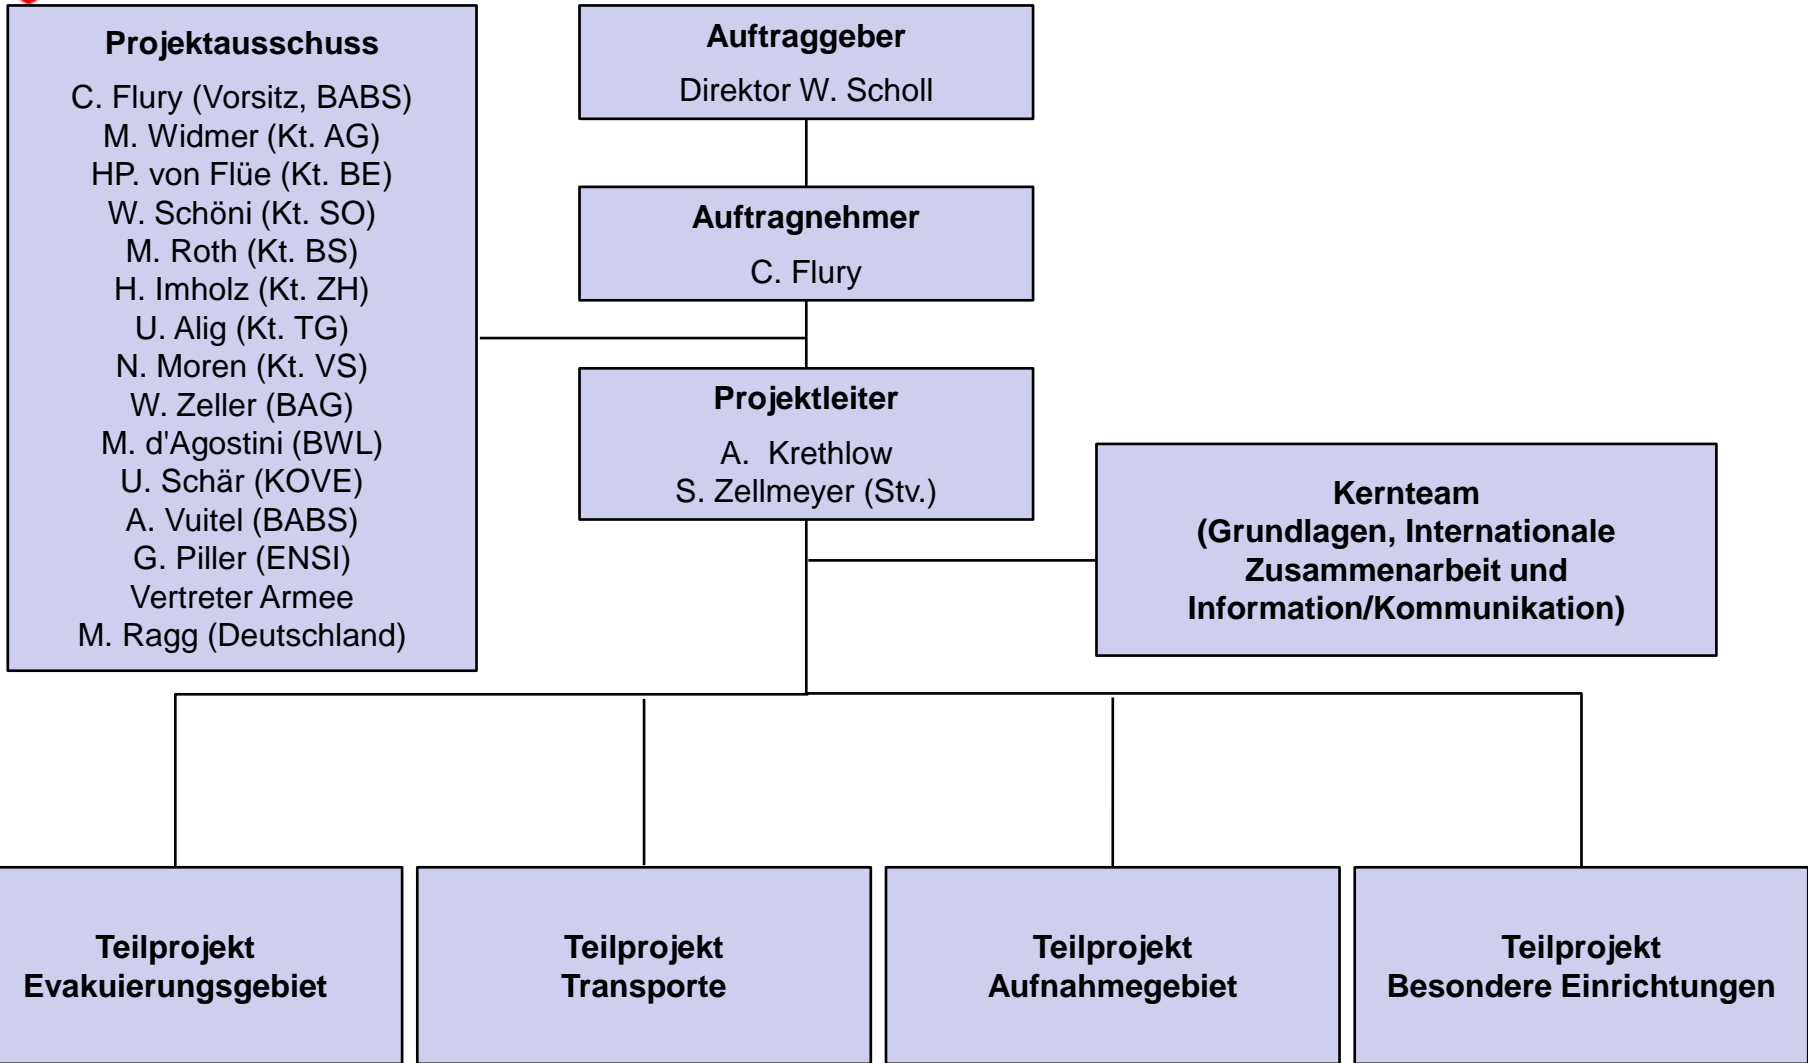 Projektausschuss
C. Flury (Vorsitz, BABS)
M. Widmer (Kt. AG)
HP. von Flüe (Kt. BE)
W. Schöni (Kt. SO)
M. Roth (Kt. BS)
H. Imholz (Kt. ZH)
U. Alig (Kt. TG)
N. Moren (Kt. VS)
W. Zeller (BAG)
M. d'Agostini (BWL)
U. Schär (KOVE)
A. Vuitel (BABS)
G. Piller (ENSI)
Vertreter Armee
M. Ragg (Deutschland)
Auftraggeber
Direktor W. Scholl
Auftragnehmer
C. Flury
Projektleiter
A. Krethlow
S. Zellmeyer (Stv.)
Kernteam
(Grundlagen, Internationale
Zusammenarbeit und
Information/Kommunikation)
Teilprojekt
Evakuierungsgebiet
Teilprojekt
Transporte
Teilprojekt
Aufnahmegebiet
Teilprojekt
Besondere Einrichtungen